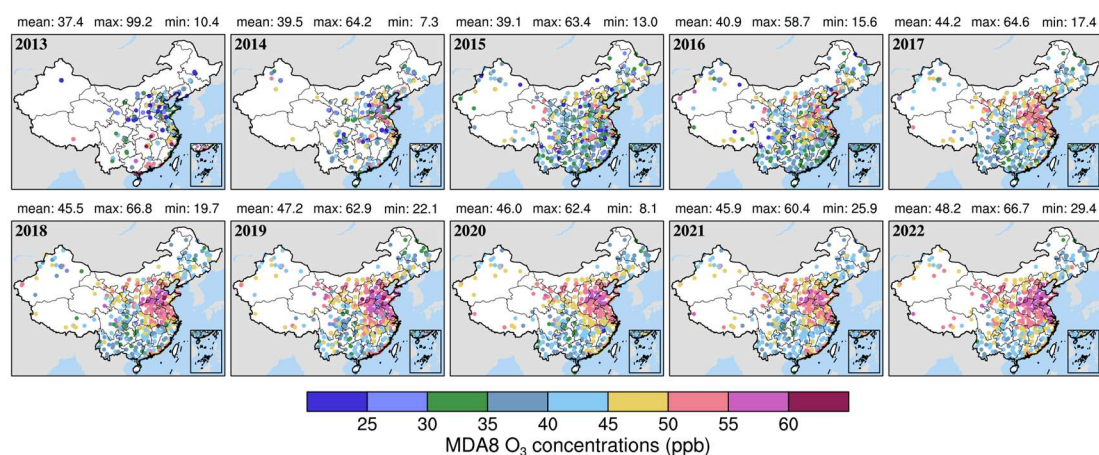 mean: 37.4 max: 99.2 min: 10.4
2013
mean: 39.5 max: 64.2 min: 7.3
2014
mean: 39.1 max: 63.4 min: 13.0
2015
mean: 40.9 max: 58.7 min: 15.6
2016
mean: 44.2 max: 64.6 min: 17.4
2017
mean: 45.5 max: 66.8 min: 19.7
2018
mean: 47.2 max: 62.9 min: 22.1
2019
mean: 46.0 max: 62.4 min: 8.1
2020
mean: 45.9 max: 60.4 min: 25.9
2021
mean: 48.2 max: 66.7 min: 29.4
2022
25 30 35 40 45 50 55 60
MDA8 O₃ concentrations (ppb)